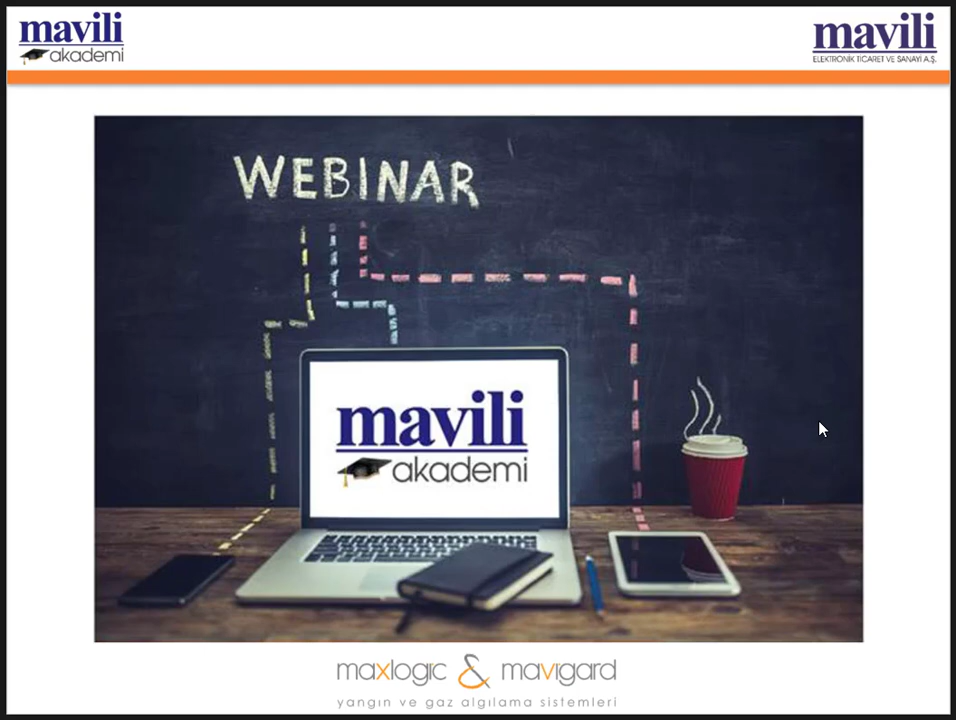 mavili
akademi
mavili
ELEKTRONİK TİCARET VE SANAYİ A.Ş.
WEBINAR
mavili
akademi
maxlogic & mavigard
yangın ve gaz algılama sistemleri